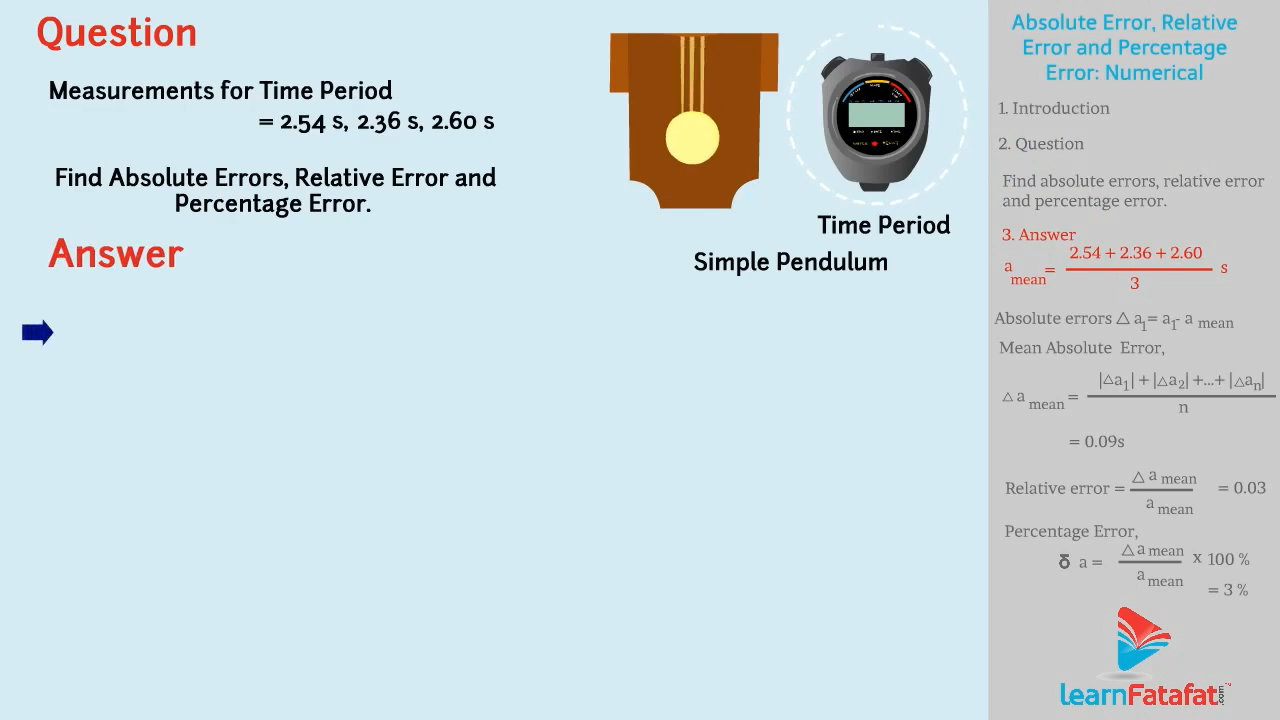 Question
Measurements for Time Period
= 2.54 s, 2.36 s, 2.60 s
Find Absolute Errors, Relative Error and
Percentage Error.
Answer
Time Period
Simple Pendulum
Absolute Error, Relative
Error and Percentage
Error: Numerical
1. Introduction
2. Question
Find absolute errors, relative error
and percentage error.
3. Answer
a mean = 2.54 + 2.36 + 2.60 / 3 s
Absolute errors △ a1 = a1 - a mean
Mean Absolute Error,
△ a mean = |△a1| + |△a2| +...+ |△an| / n
= 0.09s
Relative error = △ a mean / a mean = 0.03
Percentage Error,
δ a = △ a mean / a mean x 100 %
= 3 %
learnFatafat.com